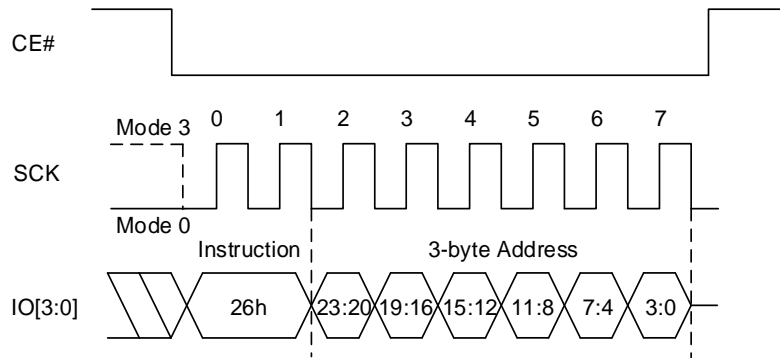 CE#
Mode 3
0 1 2 3 4 5 6 7
SCK
Mode 0
Instruction 3-byte Address
IO[3:0] 26h 23:20 19:16 15:12 11:8 7:4 3:0